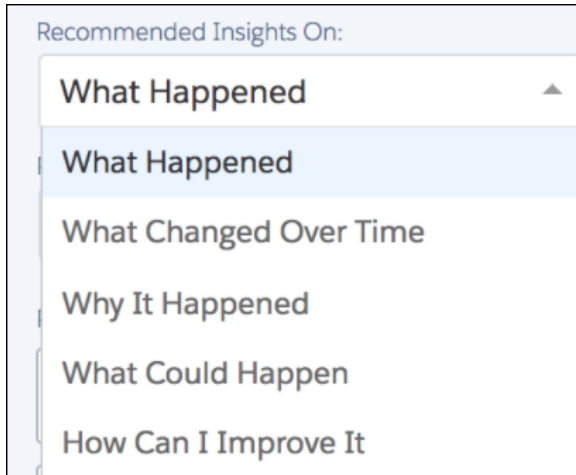 Recommended Insights On:
What Happened
What Happened
What Changed Over Time
Why It Happened
What Could Happen
How Can I Improve It